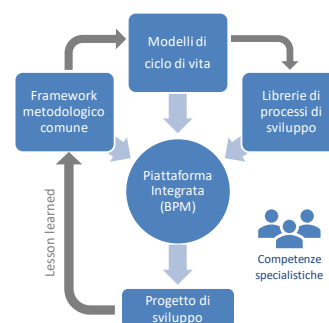 Modelli di
ciclo di vita
Framework
metodologico
comune
Librerie di
processi di
sviluppo
Piattaforma
Integrata
(BPM)
Lesson learned
Competenze
specialistiche
Progetto di
sviluppo